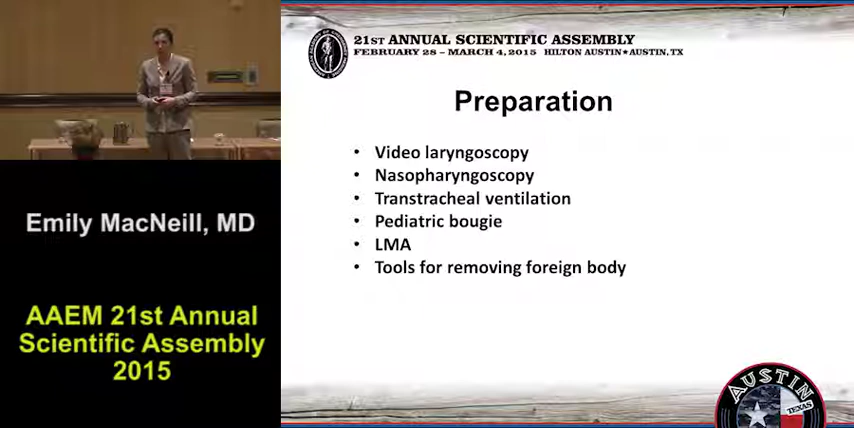 21ST ANNUAL SCIENTIFIC ASSEMBLY
FEBRUARY 28 – MARCH 4, 2015 HILTON AUSTIN★AUSTIN, TX
Preparation
• Video laryngoscopy
• Nasopharyngoscopy
• Transtracheal ventilation
• Pediatric bougie
• LMA
• Tools for removing foreign body
Emily MacNeill, MD
AAEM 21st Annual
Scientific Assembly
2015
AUSTIN
TEXAS